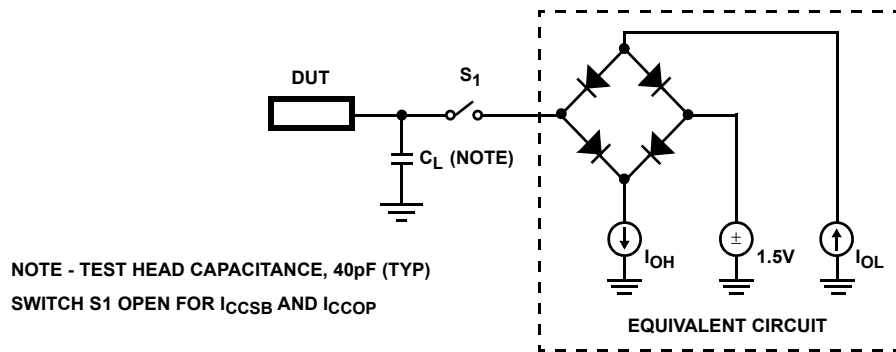 DUT
S1
CL (NOTE)
IOH
±
1.5V
IOL
NOTE - TEST HEAD CAPACITANCE, 40pF (TYP)
SWITCH S1 OPEN FOR ICCSB AND ICCOP
EQUIVALENT CIRCUIT